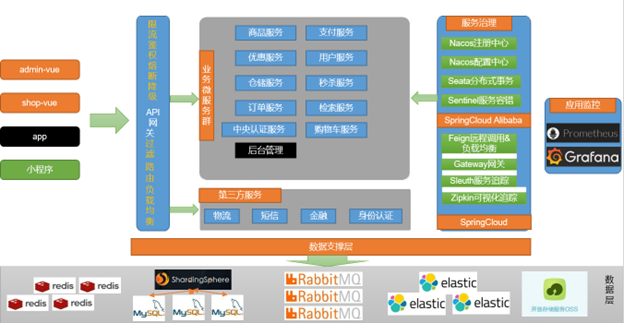 admin-vue
shop-vue
app
小程序
限流鉴权熔断降级
API
网关
过滤
路由
负载均衡
业务微服务群
商品服务
支付服务
优惠服务
用户服务
仓储服务
秒杀服务
订单服务
检索服务
中央认证服务
购物车服务
后台管理
第三方服务
物流
短信
金融
身份认证
服务治理
Nacos注册中心
Nacos配置中心
Seata分布式事务
Sentinel服务容错
SpringCloud Alibaba
Feign远程调用&
负载均衡
Gateway网关
Sleuth服务追踪
Zipkin可视化追踪
SpringCloud
应用监控
Prometheus
Grafana
数据支撑层
redis
redis
redis
redis
ShardingSphere
MySQL
MySQL
MySQL
RabbitMQ
RabbitMQ
RabbitMQ
elastic
elastic
elastic
开放存储服务OSS
数据层